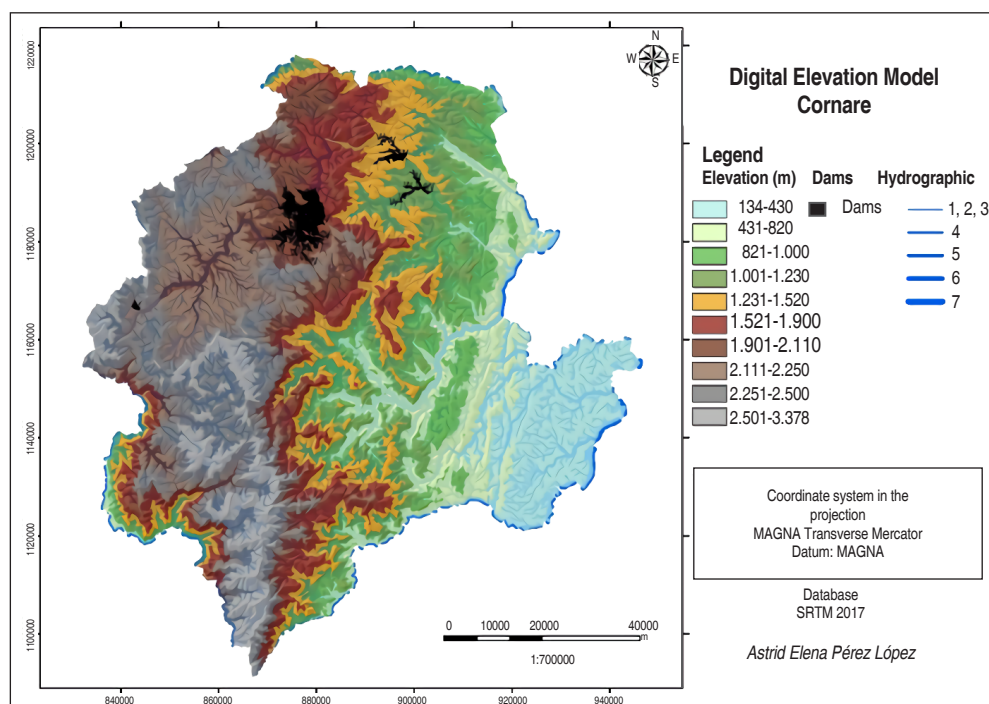 N
W E
S
Digital Elevation Model
Cornare
Legend
Elevation (m) Dams Hydrographic
134-430 Dams 1, 2, 3
431-820 4
821-1.000 5
1.001-1.230 6
1.231-1.520 7
1.521-1.900
1.901-2.110
2.111-2.250
2.251-2.500
2.501-3.378
Coordinate system in the
projection
MAGNA Transverse Mercator
Datum: MAGNA
Database
SRTM 2017
Astrid Elena Pérez López
0 10000 20000 40000
m
1:700000
1220000
1200000
1180000
1160000
1140000
1120000
1100000
840000 860000 880000 900000 920000 940000